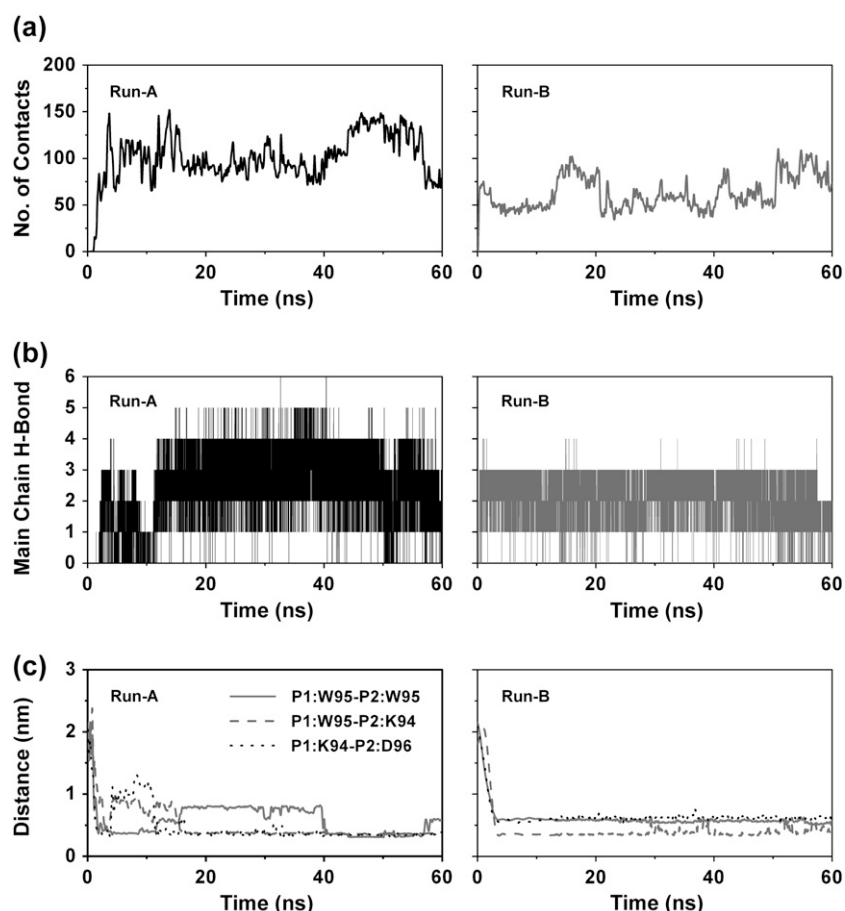 (a)
200
150
100
50
0
No. of Contacts
Run-A
0 20 40 60
Time (ns)
Run-B
0 20 40 60
Time (ns)
(b)
6
5
4
3
2
1
0
Main Chain H-Bond
Run-A
0 20 40 60
Time (ns)
Run-B
0 20 40 60
Time (ns)
(c)
3
2
1
0
Distance (nm)
Run-A
P1:W95-P2:W95
P1:W95-P2:K94
P1:K94-P2:D96
0 20 40 60
Time (ns)
Run-B
0 20 40 60
Time (ns)